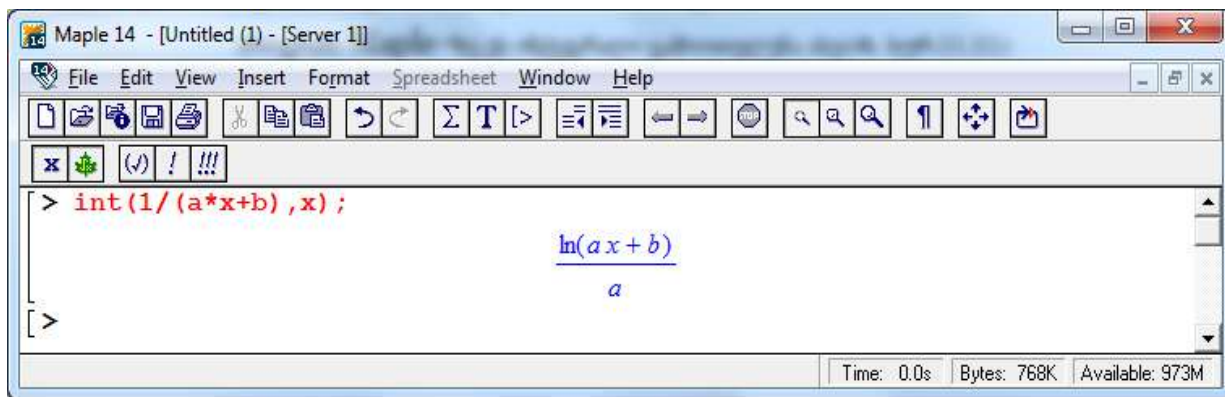 Maple 14 - [Untitled (1) - [Server 1]]
File Edit View Insert Format Spreadsheet Window Help
Σ T [> STOP ¶
x (√) ! !!!
[ > int(1/(a*x+b),x);
ln(a x + b)
a
[ >
Time: 0.0s Bytes: 768K Available: 973M